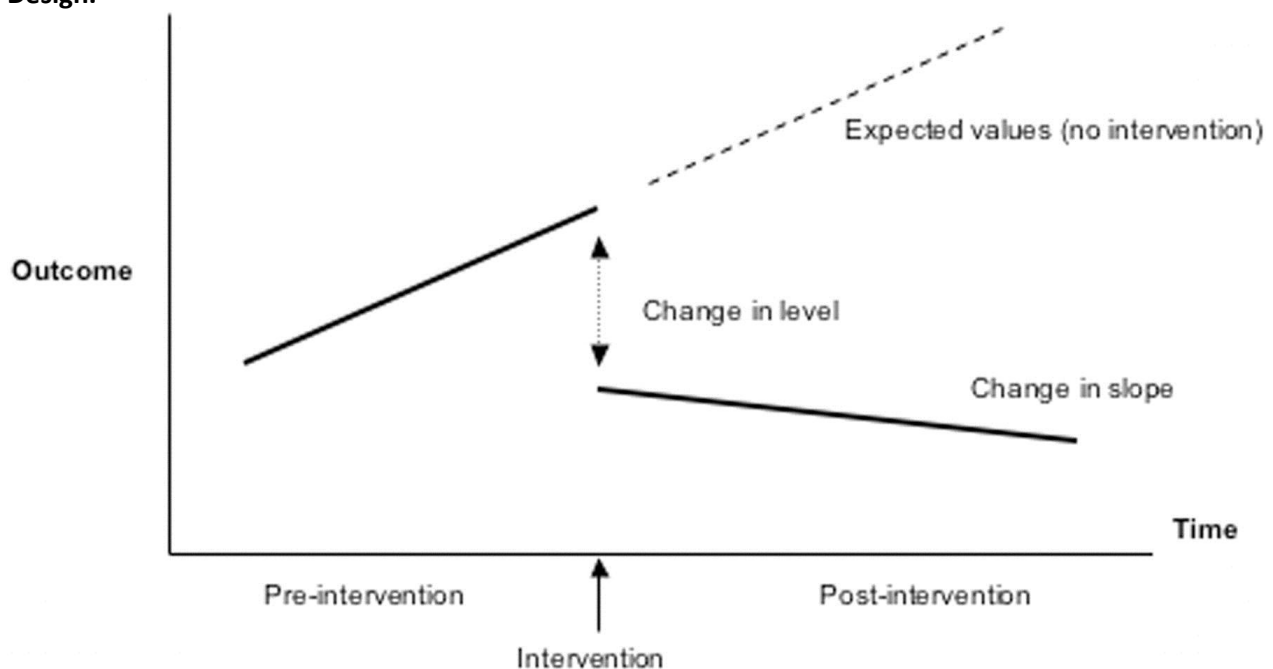 Design:
Expected values (no intervention)
Outcome
Change in level
Change in slope
Time
Pre-intervention
Post-intervention
Intervention